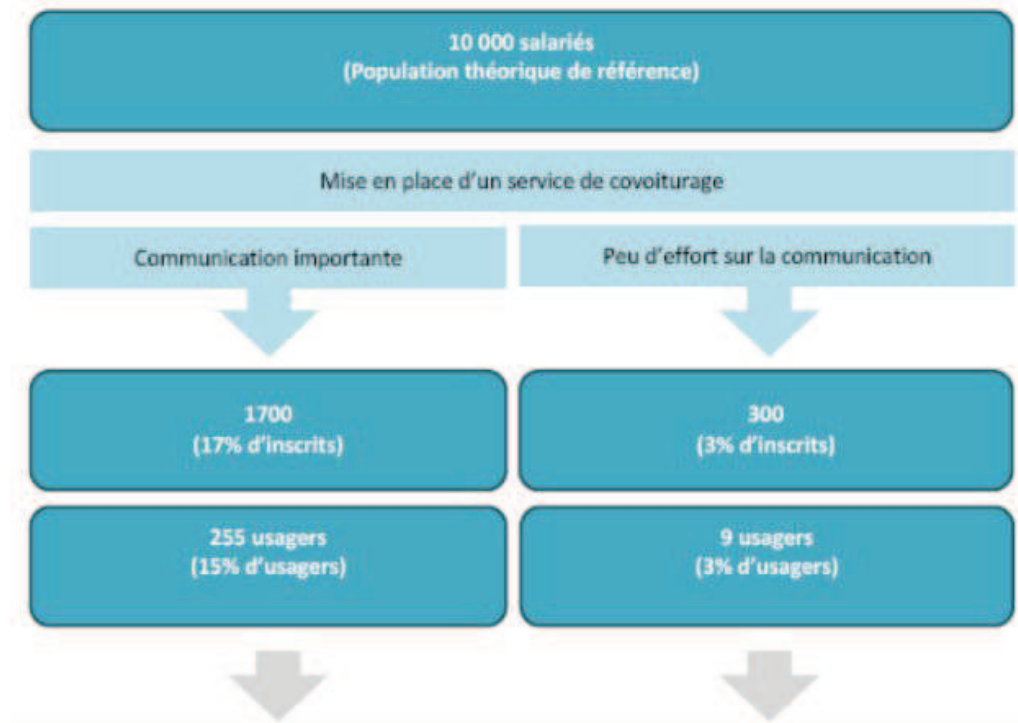 10 000 salariés
(Population théorique de référence)
Mise en place d'un service de covoiturage
Communication importante
Peu d'effort sur la communication
1700
(17% d'inscrits)
300
(3% d'inscrits)
255 usagers
(15% d'usagers)
9 usagers
(3% d'usagers)